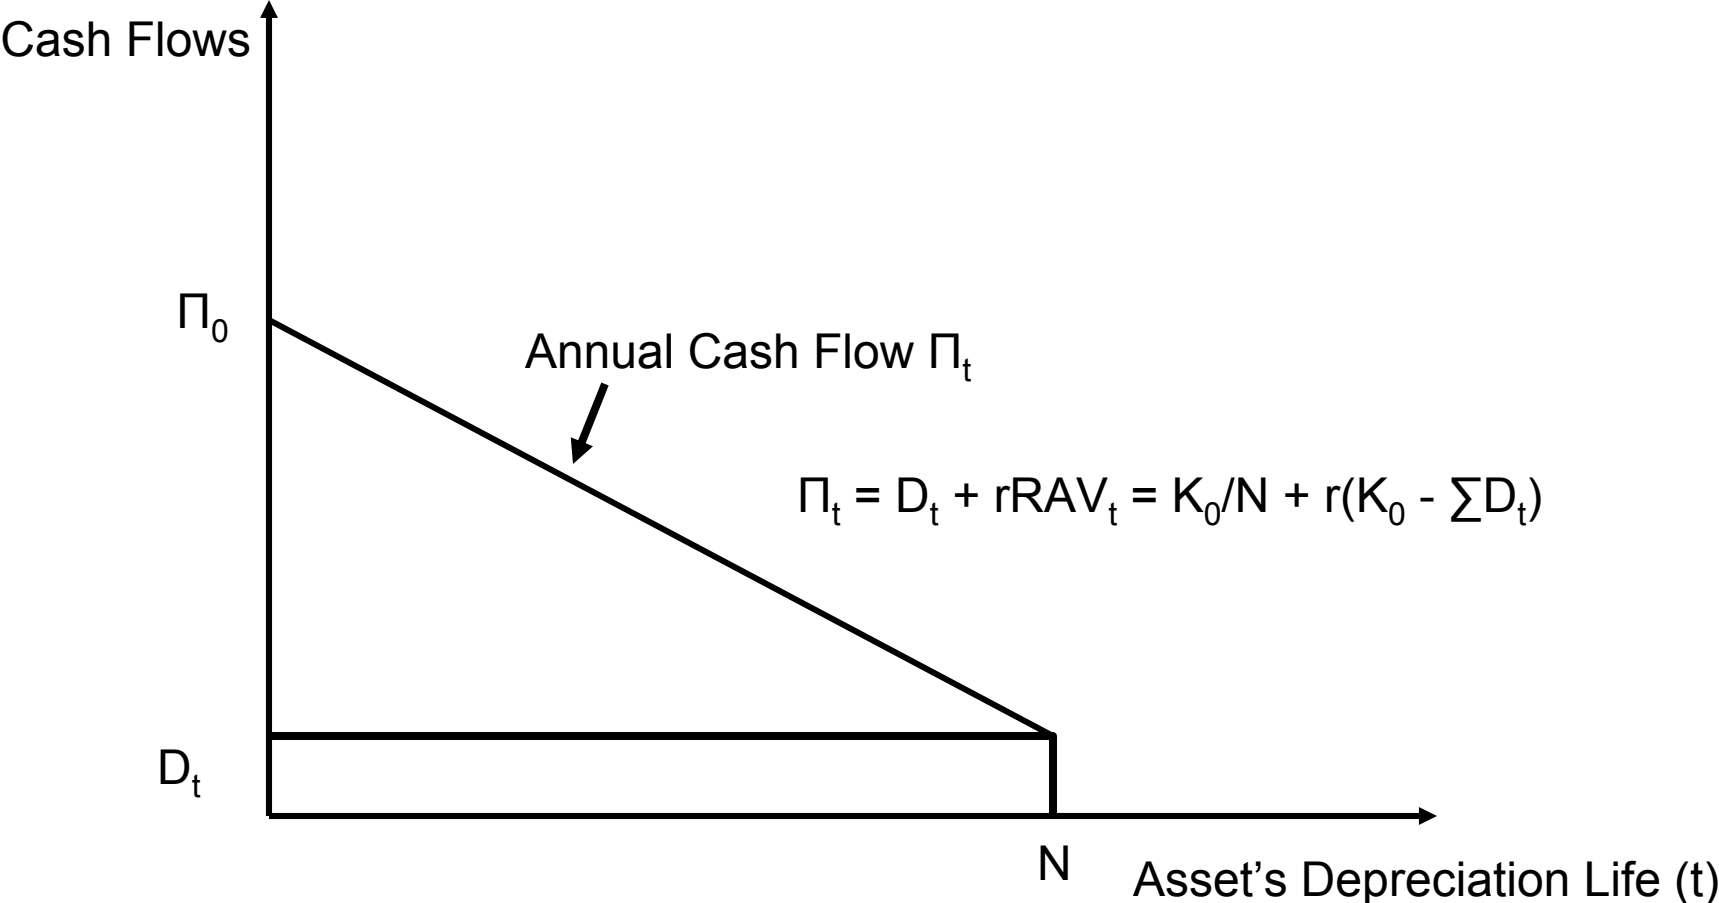 Cash Flows
Π₀
Annual Cash Flow Πₜ
Πₜ = Dₜ + rRAVₜ = K₀/N + r(K₀ - ∑Dₜ)
Dₜ
N
Asset’s Depreciation Life (t)